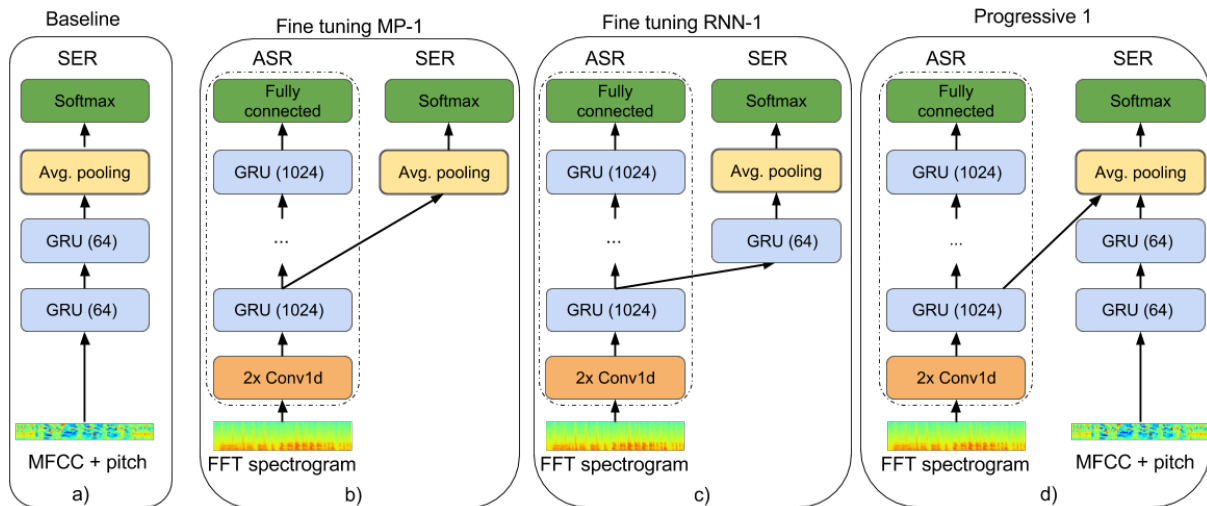 Baseline
SER
Softmax
Avg. pooling
GRU (64)
GRU (64)
MFCC + pitch
a)
Fine tuning MP-1
ASR
SER
Fully
connected
Softmax
GRU (1024)
Avg. pooling
...
GRU (1024)
2x Conv1d
FFT spectrogram
b)
Fine tuning RNN-1
ASR
SER
Fully
connected
Softmax
GRU (1024)
Avg. pooling
...
GRU (64)
GRU (1024)
2x Conv1d
FFT spectrogram
c)
Progressive 1
ASR
SER
Fully
connected
Softmax
GRU (1024)
Avg. pooling
...
GRU (64)
GRU (1024)
GRU (64)
2x Conv1d
FFT spectrogram
MFCC + pitch
d)